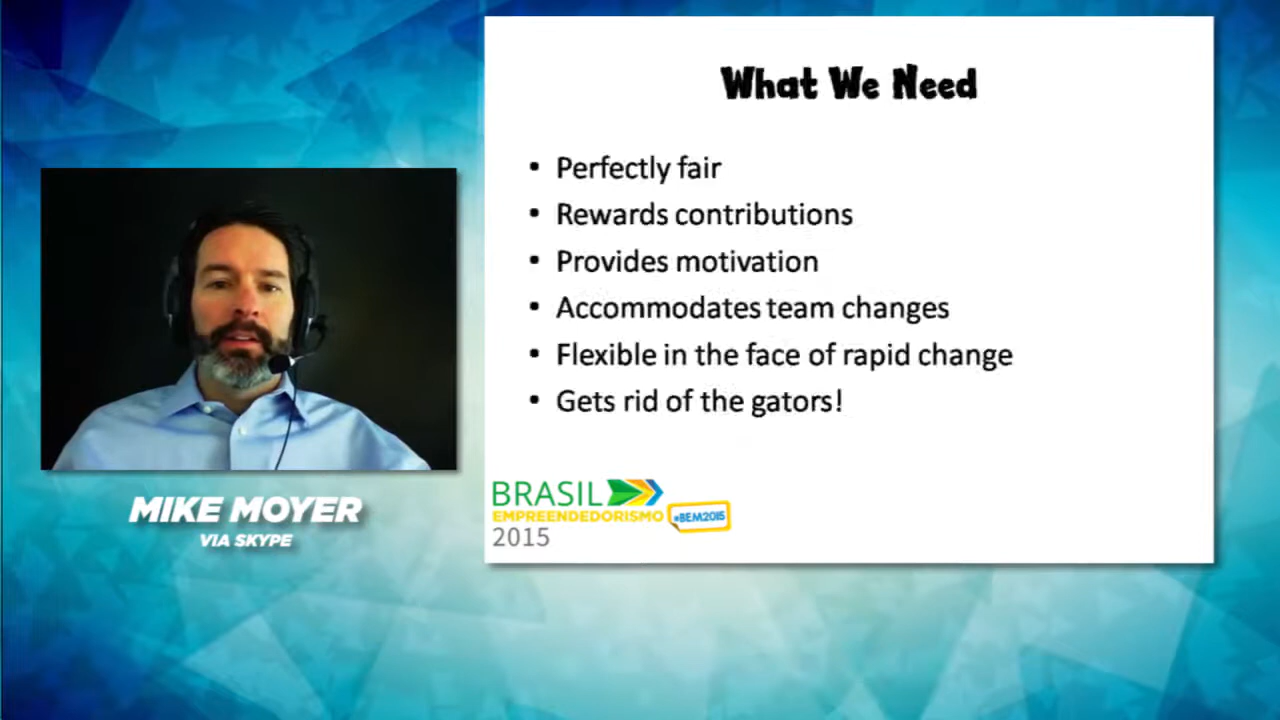 What We Need
• Perfectly fair
• Rewards contributions
• Provides motivation
• Accommodates team changes
• Flexible in the face of rapid change
• Gets rid of the gators!
BRASIL
EMPREENDEDORISMO
#BEM2015
2015
MIKE MOYER
VIA SKYPE